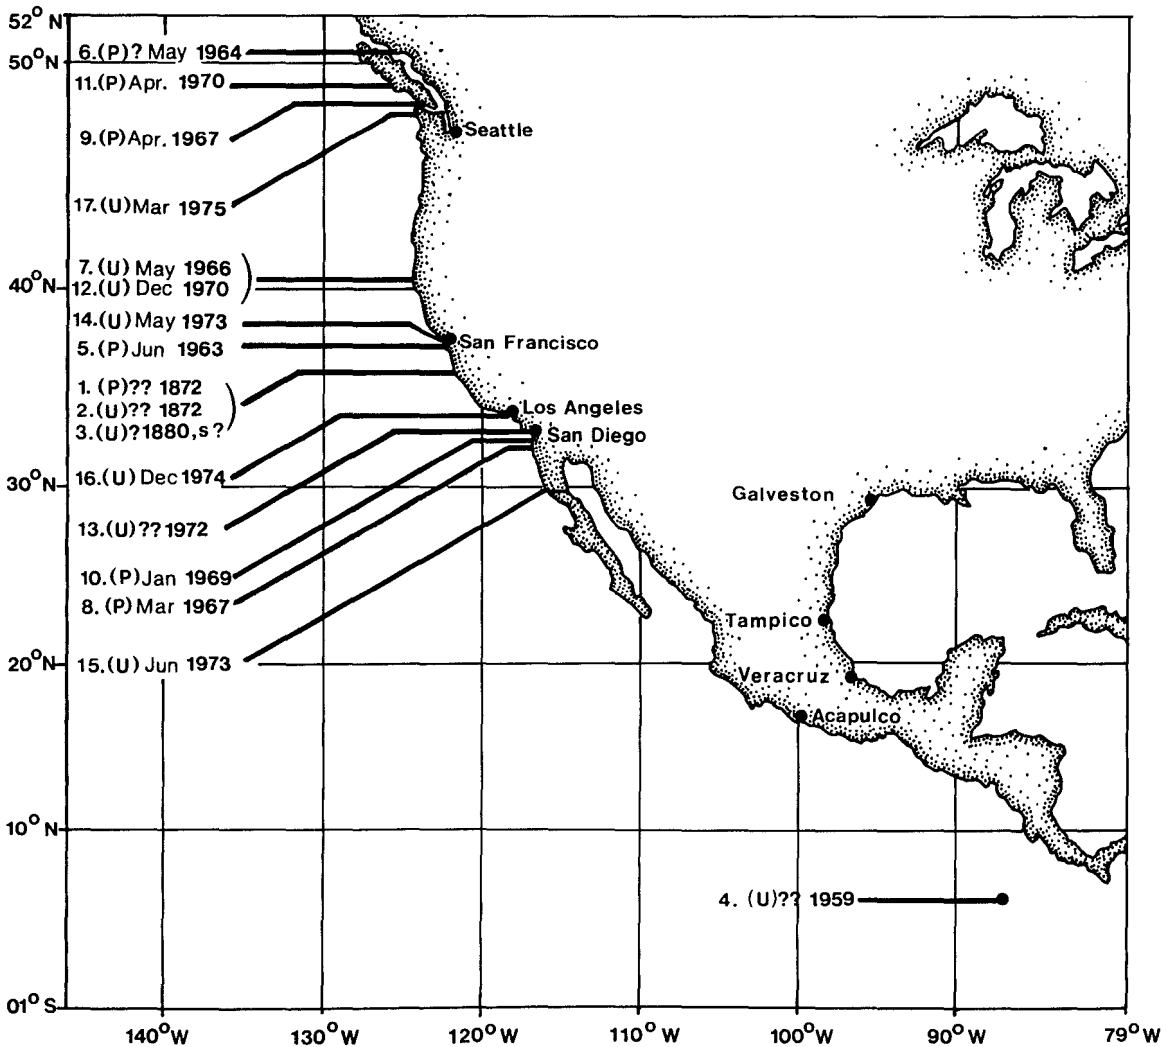 52° N
6.(P)? May 1964
50°N
11.(P)Apr. 1970
9.(P)Apr. 1967
Seattle
17.(U)Mar 1975
7.(U) May 1966
40°N
12.(U) Dec 1970
14.(U)May 1973
San Francisco
5.(P)Jun 1963
1. (P)?? 1872
2.(U)?? 1872
3.(U)?1880,s?
Los Angeles
San Diego
16.(U) Dec 1974
30°N
Galveston
13.(U)?? 1972
10.(P)Jan 1969
8.(P) Mar 1967
Tampico
15.(U) Jun 1973
20°N
Veracruz
Acapulco
10° N
4. (U)?? 1959
01° S
140°W 130°W 120°W 110°W 100°W 90°W 79°W